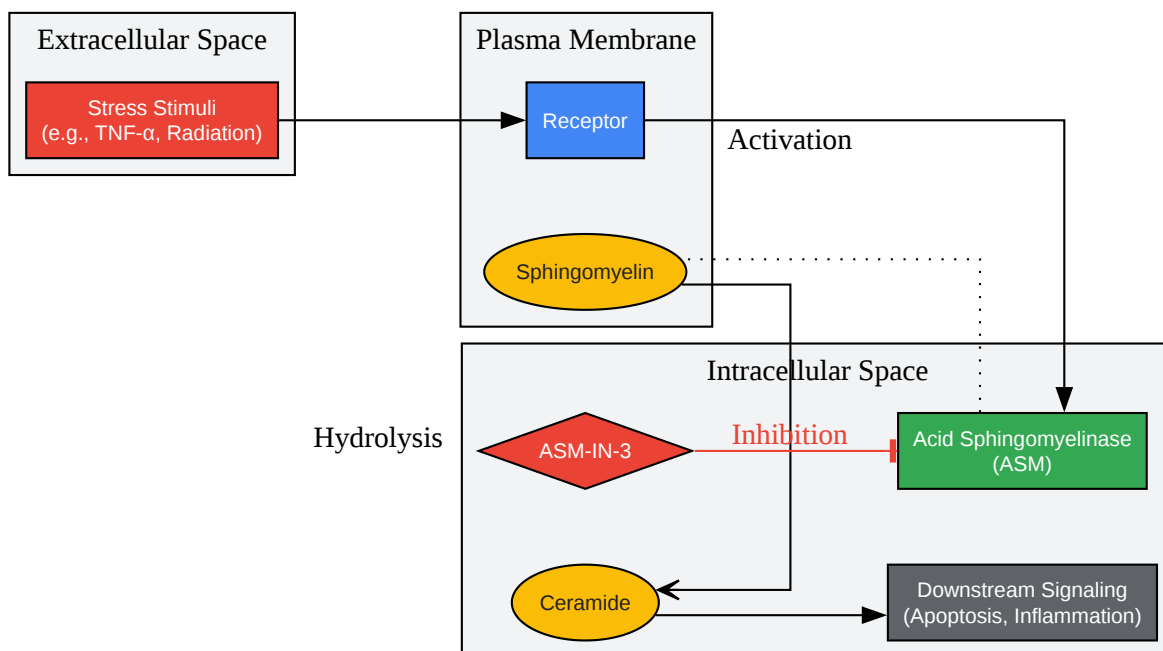 Extracellular Space
Stress Stimuli
(e.g., TNF-α, Radiation)
Plasma Membrane
Receptor
Activation
Sphingomyelin
Intracellular Space
Hydrolysis
ASM-IN-3
Inhibition
Acid Sphingomyelinase
(ASM)
Ceramide
Downstream Signaling
(Apoptosis, Inflammation)